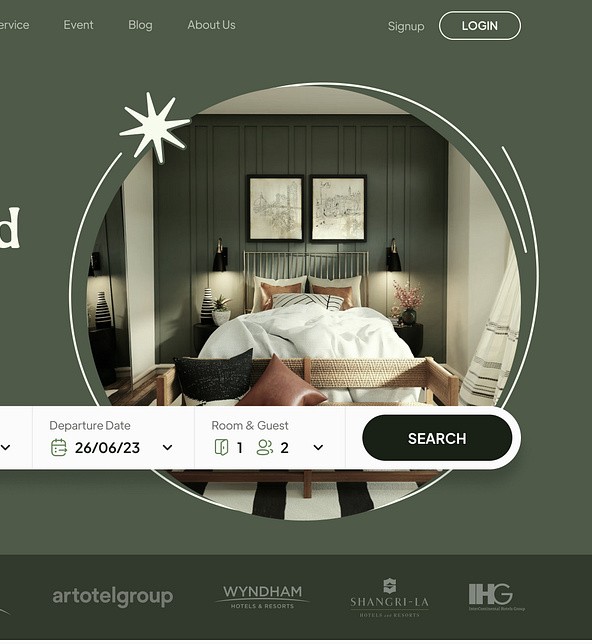 ervice Event Blog About Us Signup LOGIN
d
Departure Date Room & Guest
26/06/23 1 2 SEARCH
artotelgroup WYNDHAM SHANGRI-LA IHG
HOTELS & RESORTS HOTELS and RESORTS InterContinental Hotels Group